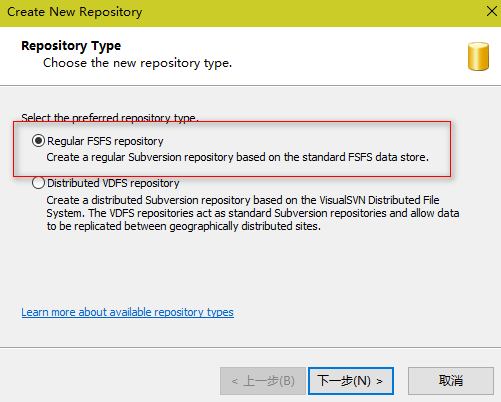 Create New Repository
Repository Type
Choose the new repository type.
Select the preferred repository type.
Regular FSFS repository
Create a regular Subversion repository based on the standard FSFS data store.
Distributed VDFS repository
Create a distributed Subversion repository based on the VisualSVN Distributed File
System. The VDFS repositories act as standard Subversion repositories and allow data
to be replicated between geographically distributed sites.
Learn more about available repository types
< 上一步(B)
下一步(N) >
取消